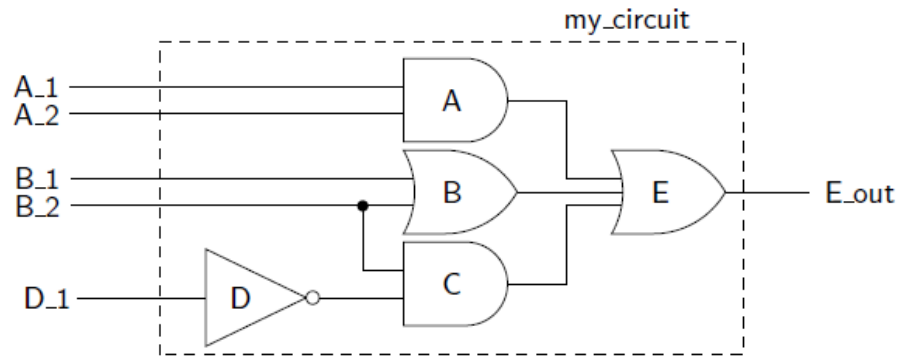 my_circuit
A_1
A_2
A
B_1
B_2
B
E
E_out
C
D_1
D